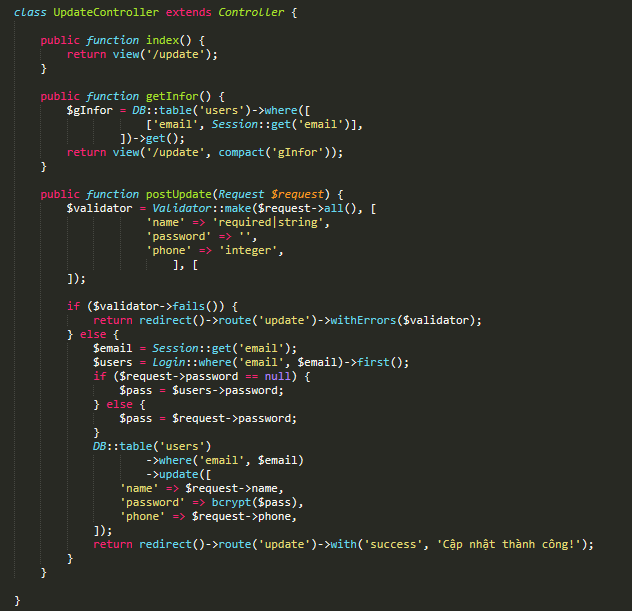 class UpdateController extends Controller {
public function index() {
return view('/update');
}
public function getInfor() {
$gInfor = DB::table('users')->where([
['email', Session::get('email')],
])->get();
return view('/update', compact('gInfor'));
}
public function postUpdate(Request $request) {
$validator = Validator::make($request->all(), [
'name' => 'required|string',
'password' => '',
'phone' => 'integer',
], [
]);
if ($validator->fails()) {
return redirect()->route('update')->withErrors($validator);
} else {
$email = Session::get('email');
$users = Login::where('email', $email)->first();
if ($request->password == null) {
$pass = $users->password;
} else {
$pass = $request->password;
}
DB::table('users')
->where('email', $email)
->update([
'name' => $request->name,
'password' => bcrypt($pass),
'phone' => $request->phone,
]);
return redirect()->route('update')->with('success', 'Cập nhật thành công!');
}
}
}